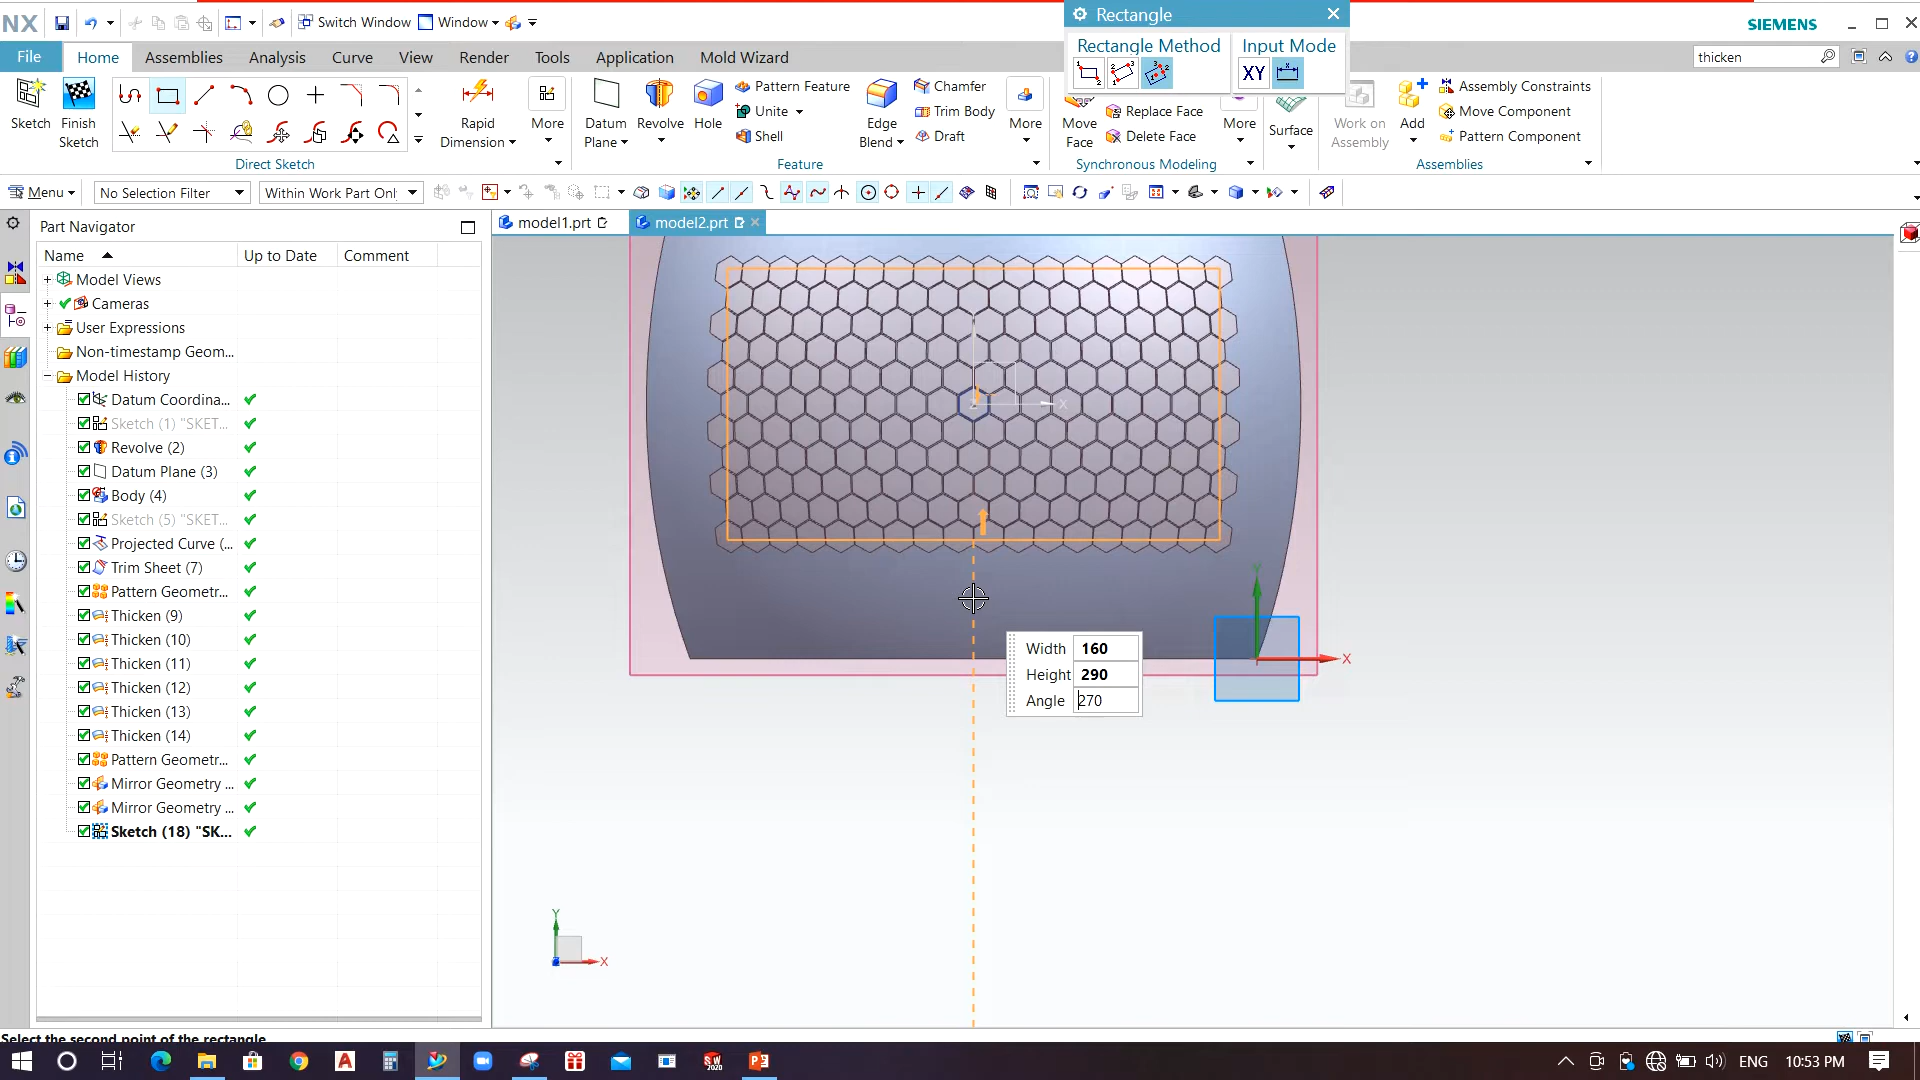 NX
Switch Window
Window
SIEMENS
Rectangle
Rectangle Method
Input Mode
XY
File
Home
Assemblies
Analysis
Curve
View
Render
Tools
Application
Mold Wizard
thicken
Sketch
Finish Sketch
Rapid Dimension
More
Direct Sketch
Datum Plane
Revolve
Hole
Pattern Feature
Unite
Shell
Edge Blend
Chamfer
Trim Body
Draft
More
Feature
Move Face
Replace Face
Delete Face
More
Synchronous Modeling
Surface
Work on Assembly
Add
Assembly Constraints
Move Component
Pattern Component
Assemblies
Menu
No Selection Filter
Within Work Part Onl
Part Navigator
model1.prt
model2.prt
Name
Up to Date
Comment
Model Views
Cameras
User Expressions
Non-timestamp Geom...
Model History
Datum Coordina...
Sketch (1) "SKET...
Revolve (2)
Datum Plane (3)
Body (4)
Sketch (5) "SKET...
Projected Curve (...
Trim Sheet (7)
Pattern Geometr...
Thicken (9)
Thicken (10)
Thicken (11)
Thicken (12)
Thicken (13)
Thicken (14)
Pattern Geometr...
Mirror Geometry ...
Mirror Geometry ...
Sketch (18) "SK...
Z
X
Y
X
Width 160
Height 290
Angle 270
Y
X
Select the second point of the rectangle
ENG
10:53 PM